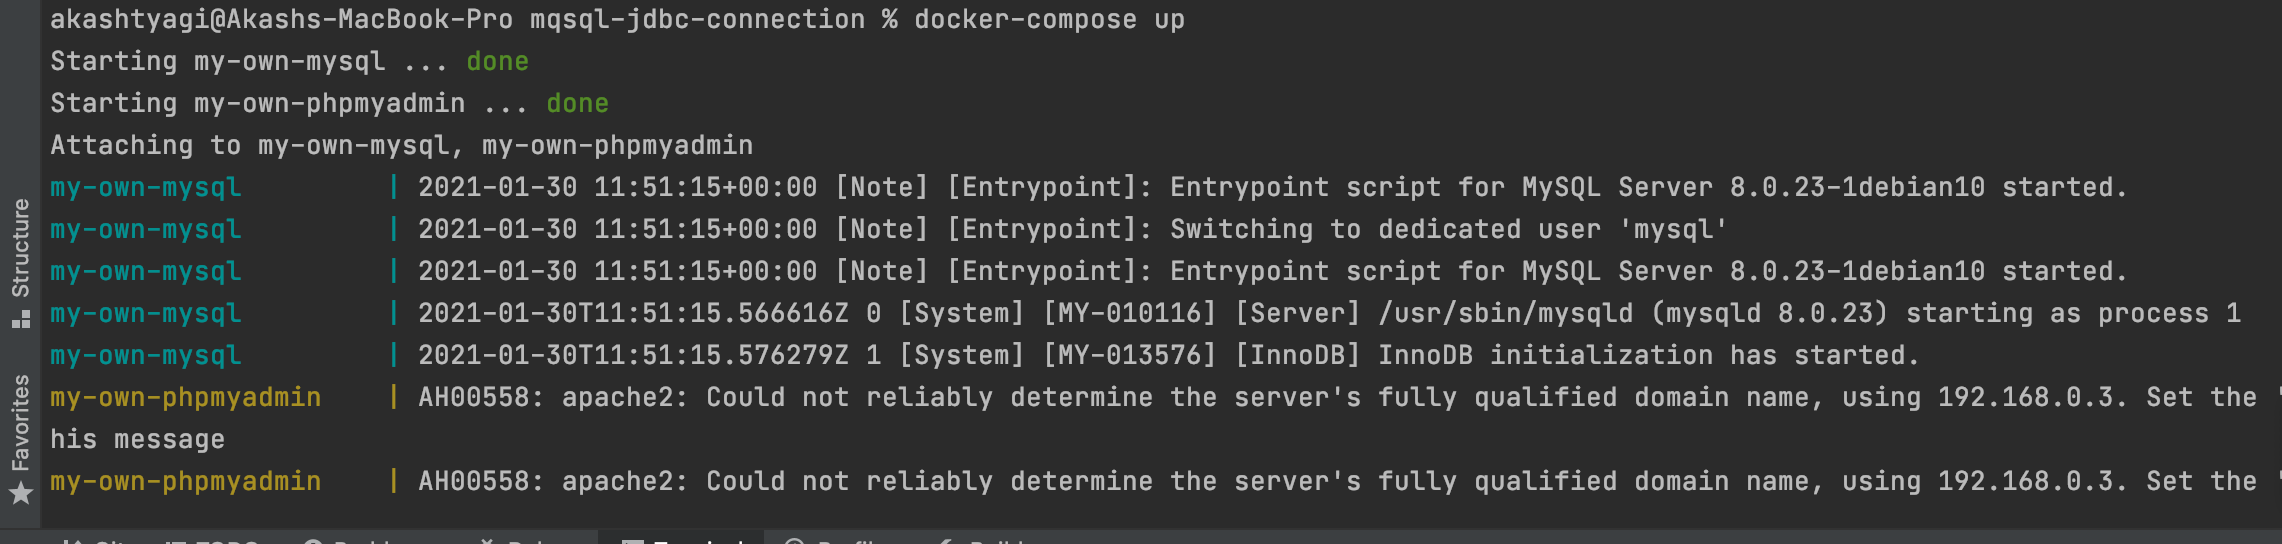 akashtyagi@Akashs-MacBook-Pro mqsql-jdbc-connection % docker-compose up
Starting my-own-mysql ... done
Starting my-own-phpmyadmin ... done
Attaching to my-own-mysql, my-own-phpmyadmin
my-own-mysql | 2021-01-30 11:51:15+00:00 [Note] [Entrypoint]: Entrypoint script for MySQL Server 8.0.23-1debian10 started.
my-own-mysql | 2021-01-30 11:51:15+00:00 [Note] [Entrypoint]: Switching to dedicated user 'mysql'
my-own-mysql | 2021-01-30 11:51:15+00:00 [Note] [Entrypoint]: Entrypoint script for MySQL Server 8.0.23-1debian10 started.
my-own-mysql | 2021-01-30T11:51:15.566616Z 0 [System] [MY-010116] [Server] /usr/sbin/mysqld (mysqld 8.0.23) starting as process 1
my-own-mysql | 2021-01-30T11:51:15.576279Z 1 [System] [MY-013576] [InnoDB] InnoDB initialization has started.
my-own-phpmyadmin | AH00558: apache2: Could not reliably determine the server's fully qualified domain name, using 192.168.0.3. Set the '
his message
my-own-phpmyadmin | AH00558: apache2: Could not reliably determine the server's fully qualified domain name, using 192.168.0.3. Set the '
Structure
Favorites